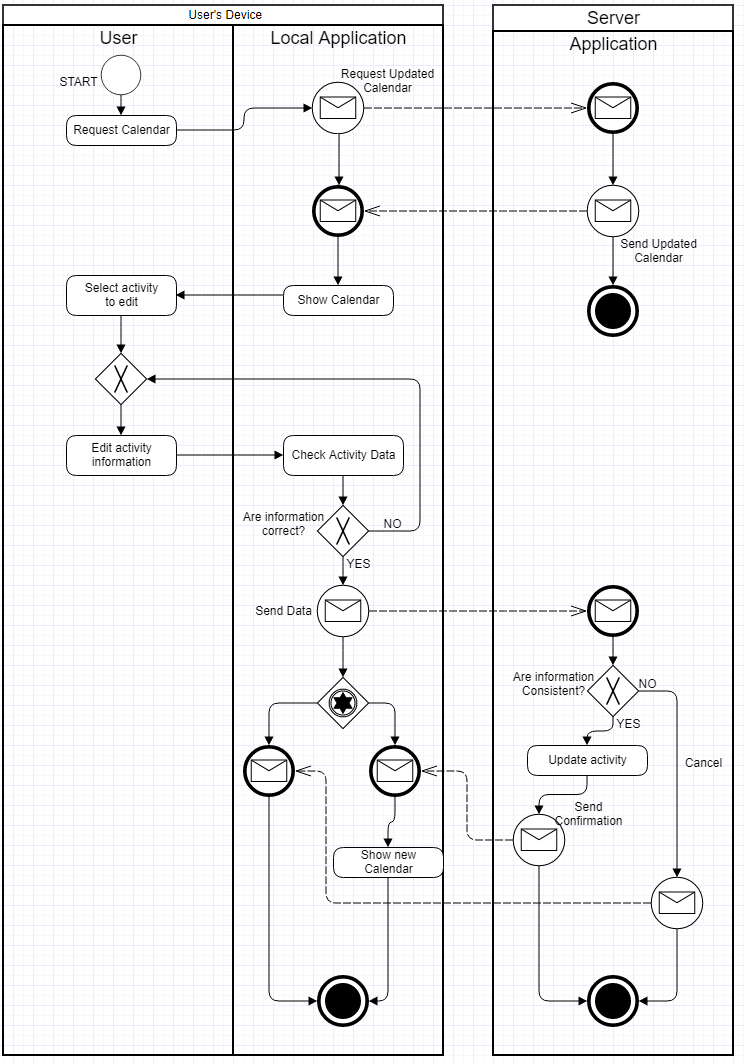 User's Device
Server
User
Local Application
Application
START
Request Updated
Calendar
Request Calendar
Send Updated
Calendar
Select activity
to edit
Show Calendar
Edit activity
information
Check Activity Data
Are information
correct?
NO
YES
Send Data
Are information
Consistent?
NO
YES
Update activity
Cancel
Send
Confirmation
Show new
Calendar